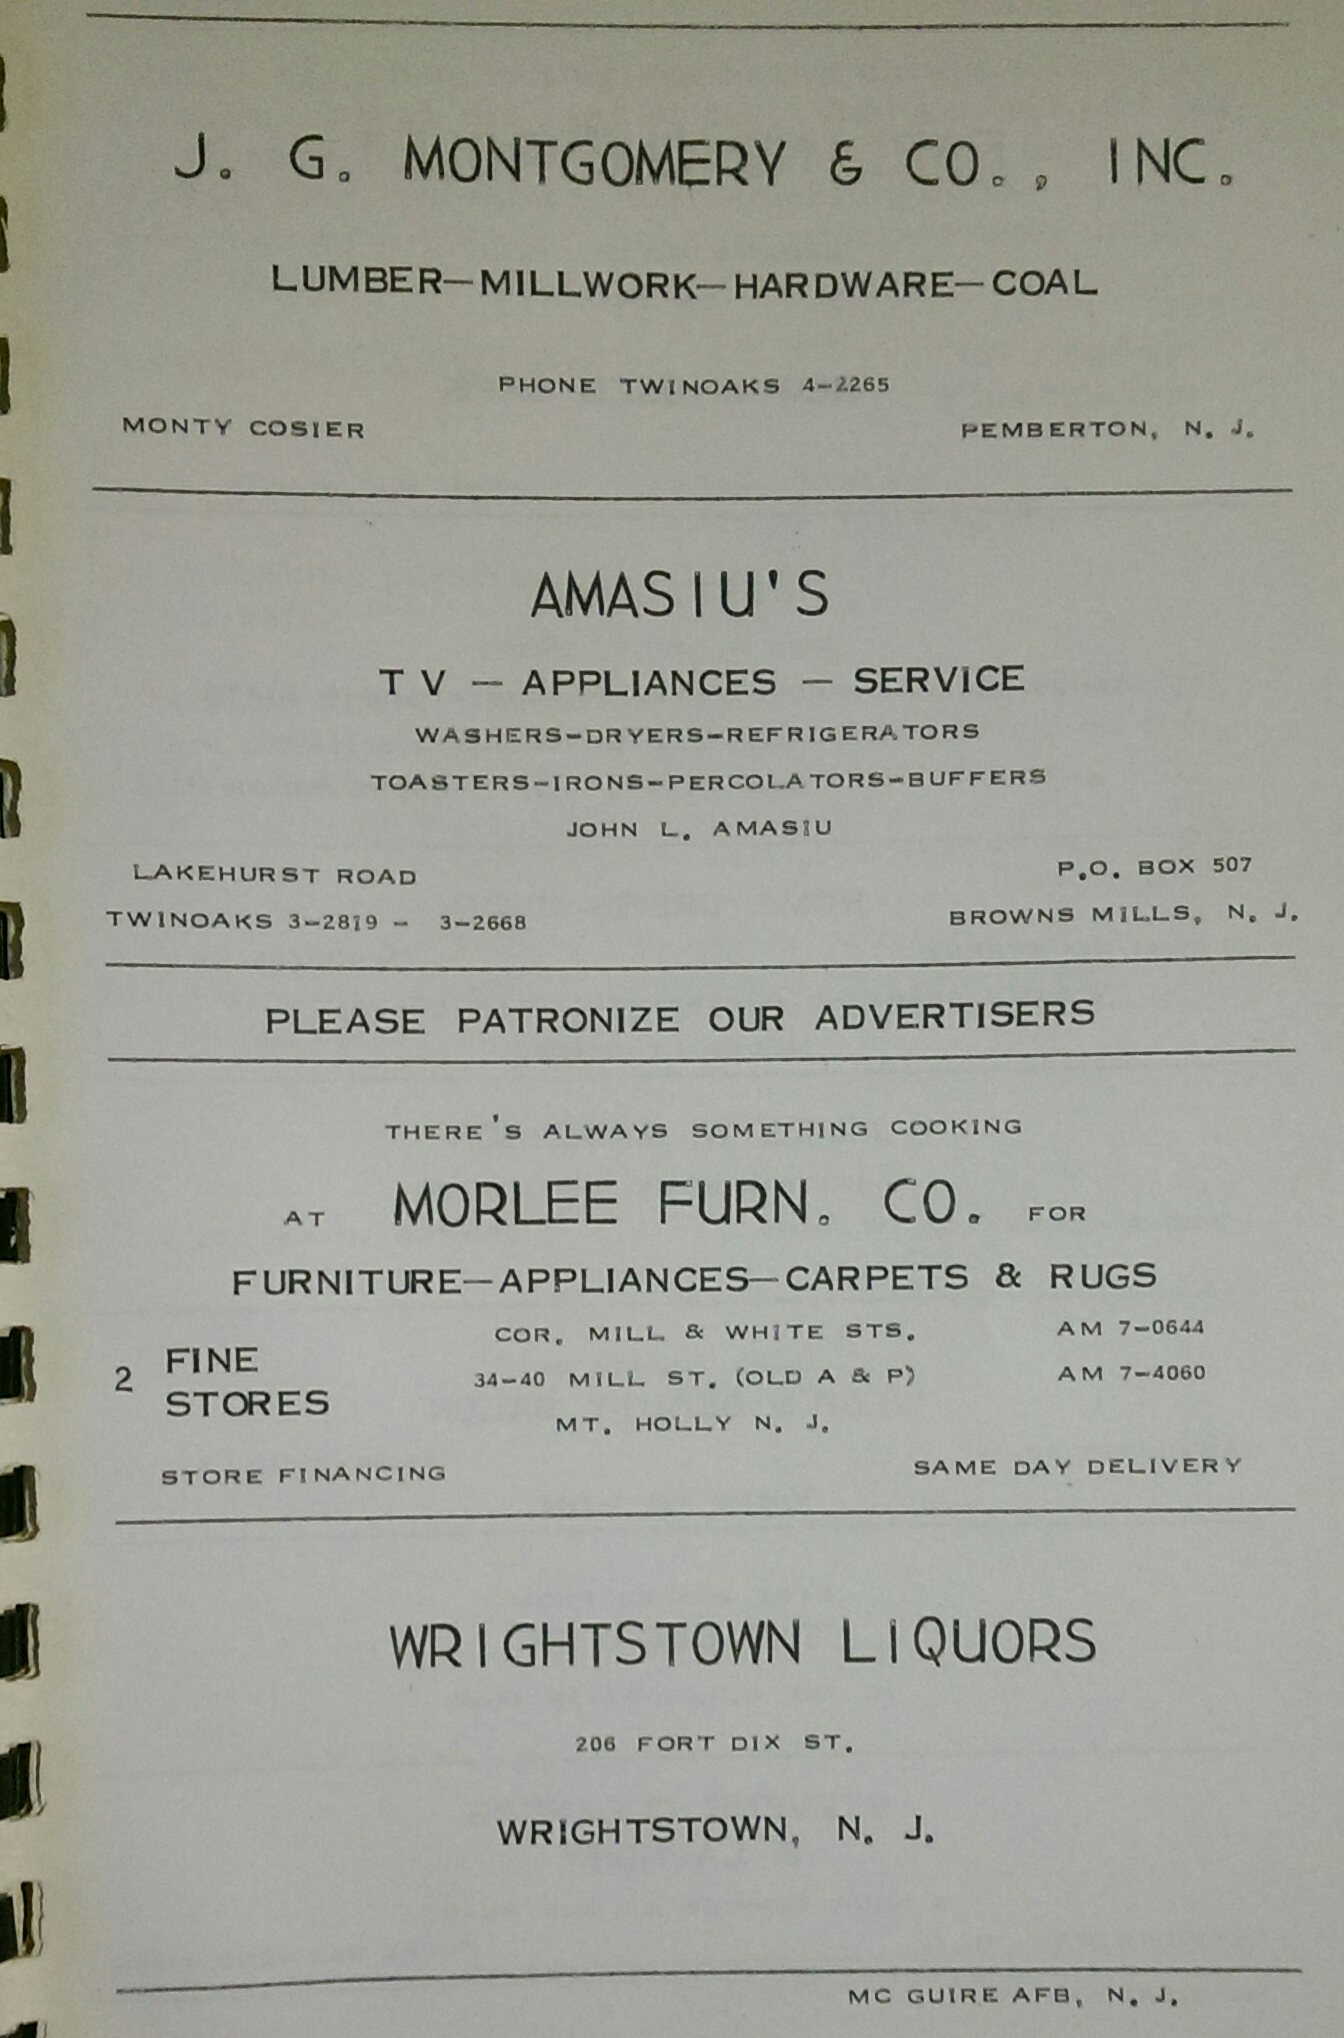 J. G. MONTGOMERY & CO., INC.
LUMBER—MILLWORK—HARDWARE—COAL
PHONE TWINOAKS 4-2265
MONTY COSIER PEMBERTON, N. J.
AMASIU'S
TV — APPLIANCES — SERVICE
WASHERS-DRYERS-REFRIGERATORS
TOASTERS-IRONS-PERCOLATORS-BUFFERS
JOHN L. AMASIU
LAKEHURST ROAD P.O. BOX 507
TWINOAKS 3-2819 - 3-2668 BROWNS MILLS, N. J.
PLEASE PATRONIZE OUR ADVERTISERS
THERE'S ALWAYS SOMETHING COOKING
AT MORLEE FURN. CO. FOR
FURNITURE—APPLIANCES—CARPETS & RUGS
COR. MILL & WHITE STS. AM 7-0644
2 FINE STORES
34-40 MILL ST. (OLD A & P) AM 7-4060
MT. HOLLY N. J.
STORE FINANCING SAME DAY DELIVERY
WRIGHTSTOWN LIQUORS
206 FORT DIX ST.
WRIGHTSTOWN, N. J.
MC GUIRE AFB, N. J.